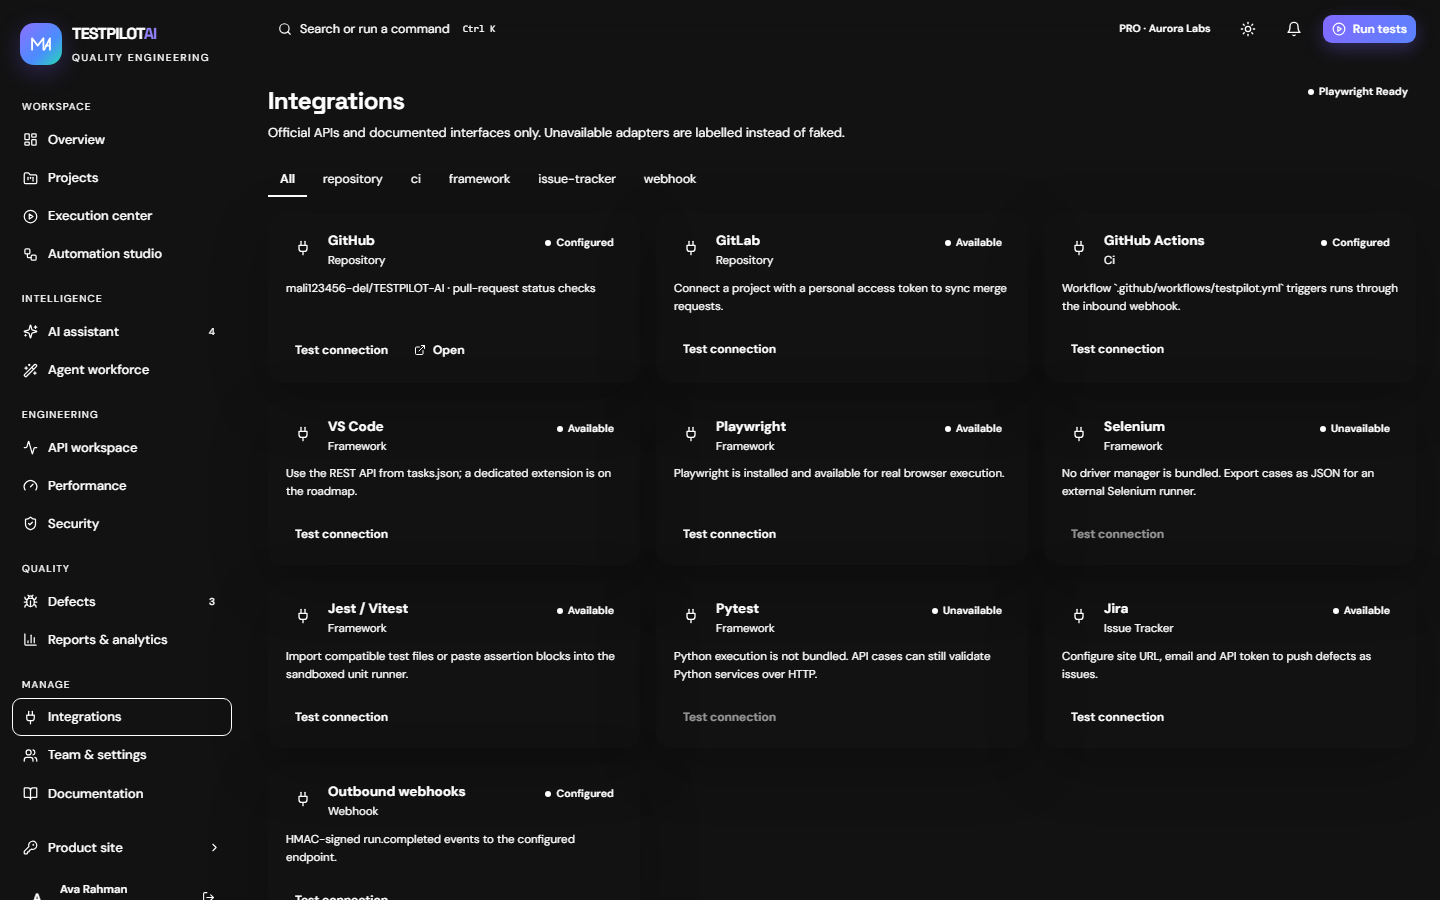 TESTPILOTAI
QUALITY ENGINEERING
Search or run a command Ctrl K
PRO · Aurora Labs
Run tests
WORKSPACE
Overview
Projects
Execution center
Automation studio
INTELLIGENCE
AI assistant 4
Agent workforce
ENGINEERING
API workspace
Performance
Security
QUALITY
Defects 3
Reports & analytics
MANAGE
Integrations
Team & settings
Documentation
Product site
A
Ava Rahman
Integrations
Playwright Ready
Official APIs and documented interfaces only. Unavailable adapters are labelled instead of faked.
All repository ci framework issue-tracker webhook
GitHub
Configured
Repository
mali123456-del/TESTPILOT-AI · pull-request status checks
Test connection Open
GitLab
Available
Repository
Connect a project with a personal access token to sync merge
requests.
Test connection
GitHub Actions
Configured
Ci
Workflow `.github/workflows/testpilot.yml` triggers runs through
the inbound webhook.
Test connection
VS Code
Available
Framework
Use the REST API from tasks.json; a dedicated extension is on
the roadmap.
Test connection
Playwright
Available
Framework
Playwright is installed and available for real browser execution.
Test connection
Selenium
Unavailable
Framework
No driver manager is bundled. Export cases as JSON for an
external Selenium runner.
Test connection
Jest / Vitest
Available
Framework
Import compatible test files or paste assertion blocks into the
sandboxed unit runner.
Test connection
Pytest
Unavailable
Framework
Python execution is not bundled. API cases can still validate
Python services over HTTP.
Test connection
Jira
Available
Issue Tracker
Configure site URL, email and API token to push defects as
issues.
Test connection
Outbound webhooks
Configured
Webhook
HMAC-signed run.completed events to the configured
endpoint.
Test connection